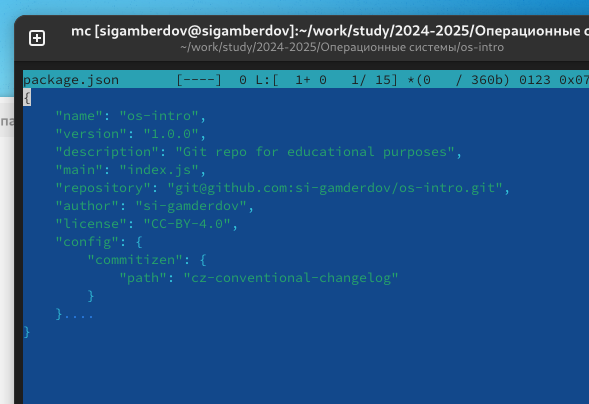 mc [sigamberdov@sigamberdov]:~/work/study/2024-2025/Операционные с
~/work/study/2024-2025/Операционные системы/os-intro
package.json [----] 0 L:[ 1+ 0 1/ 15] *(0 / 360b) 0123 0x07
{
"name": "os-intro",
"version": "1.0.0",
"description": "Git repo for educational purposes",
"main": "index.js",
"repository": "git@github.com:si-gamderdov/os-intro.git",
"author": "si-gamderdov",
"license": "CC-BY-4.0",
"config": {
"commitizen": {
"path": "cz-conventional-changelog"
}
}....
}
па